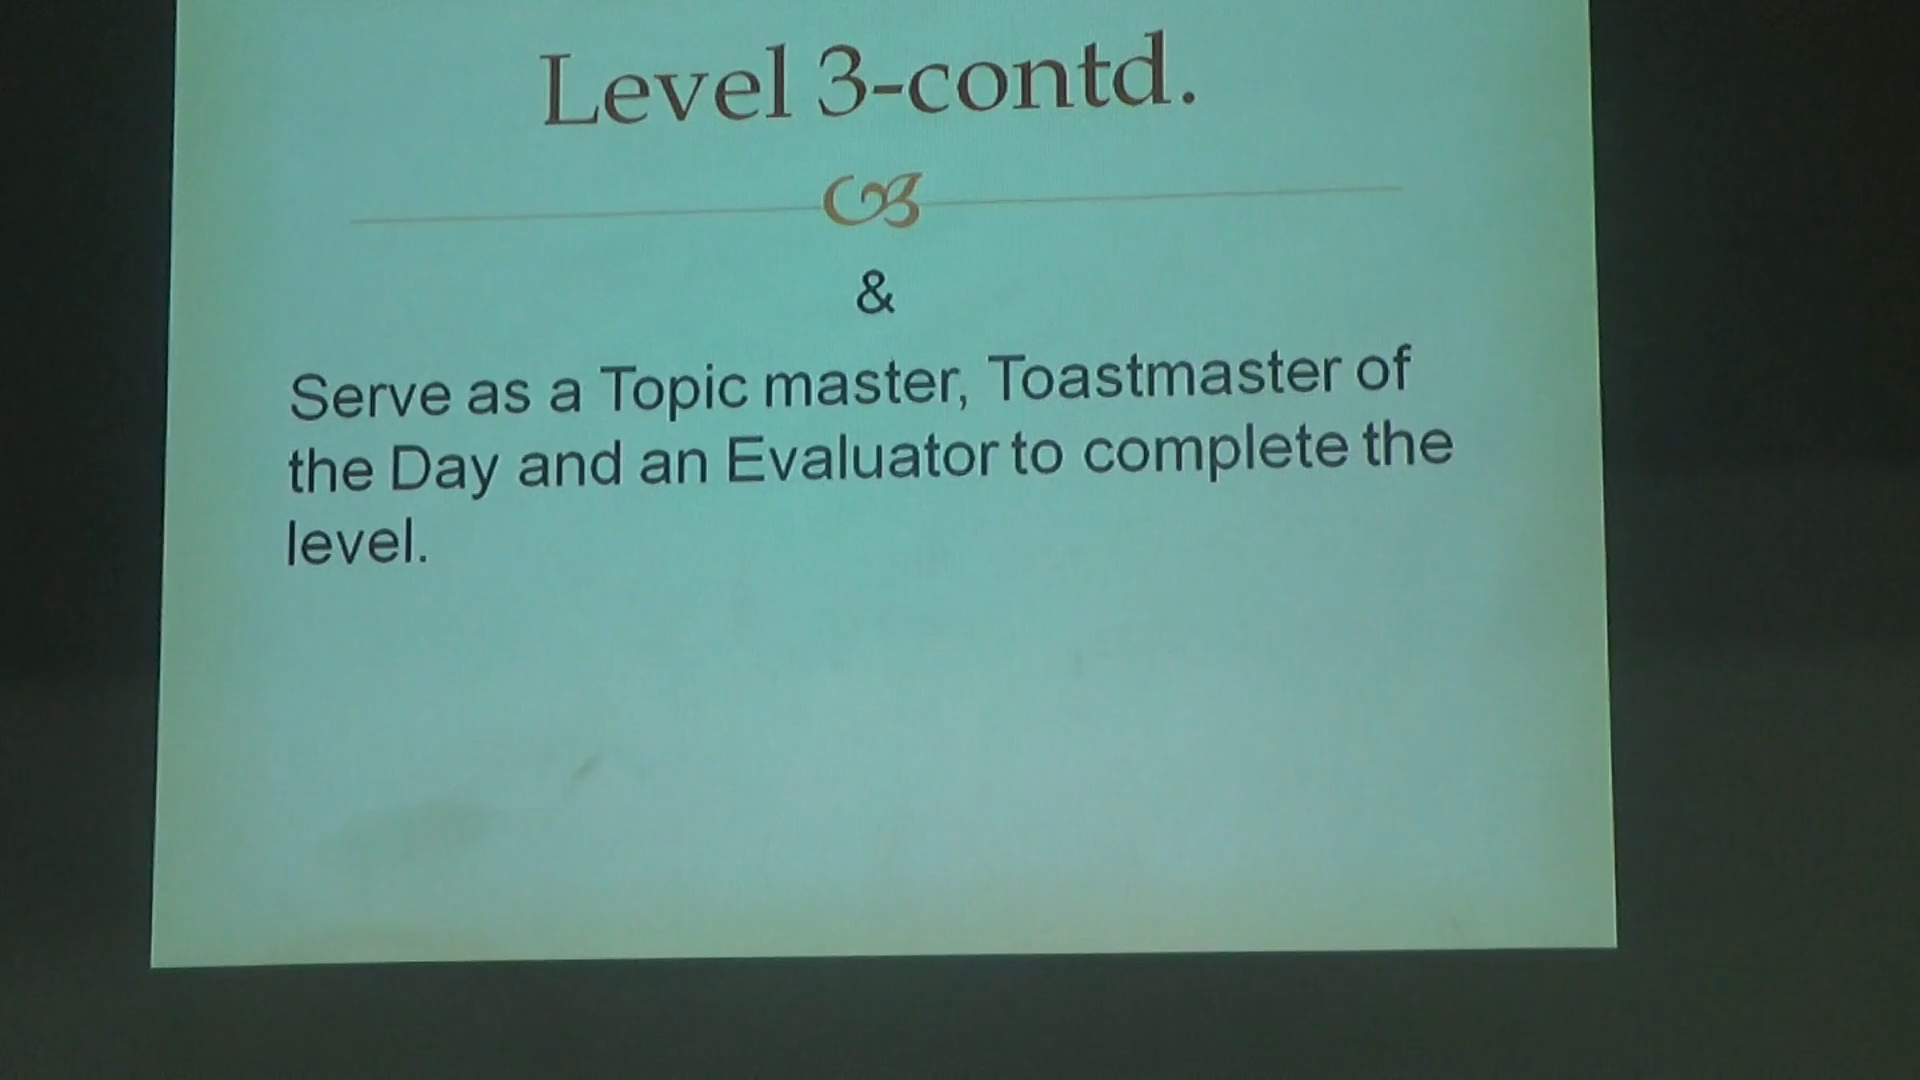 Level 3-contd.
&
Serve as a Topic master, Toastmaster of
the Day and an Evaluator to complete the
level.